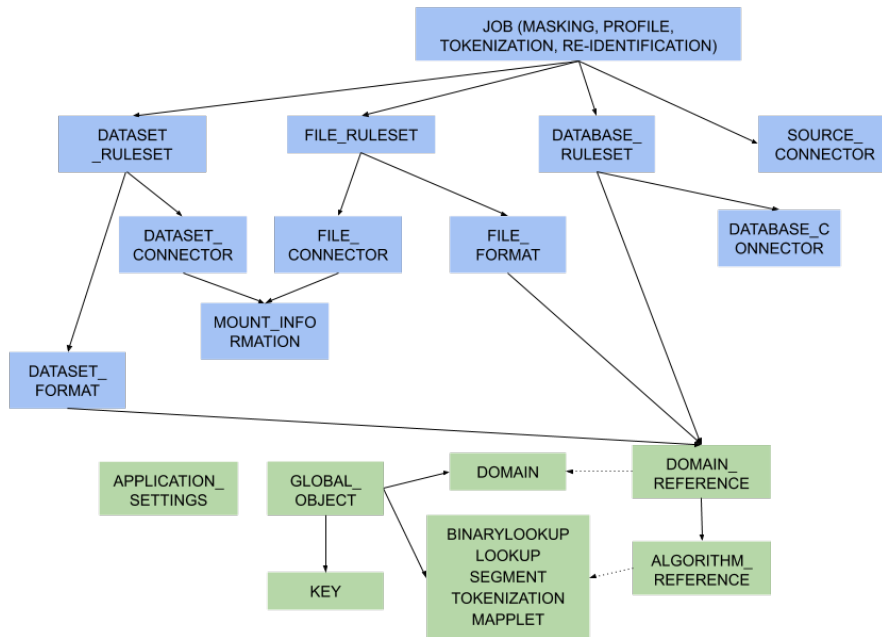 JOB (MASKING, PROFILE,
TOKENIZATION, RE-IDENTIFICATION)
DATASET
_RULESET
FILE_RULESET
DATABASE_
RULESET
SOURCE_
CONNECTOR
DATASET_
CONNECTOR
FILE_
CONNECTOR
FILE_
FORMAT
DATABASE_C
ONNECTOR
MOUNT_INFO
RMATION
DATASET_
FORMAT
APPLICATION_
SETTINGS
GLOBAL_
OBJECT
DOMAIN
DOMAIN_
REFERENCE
KEY
BINARYLOOKUP
LOOKUP
SEGMENT
TOKENIZATION
MAPPLET
ALGORITHM_
REFERENCE